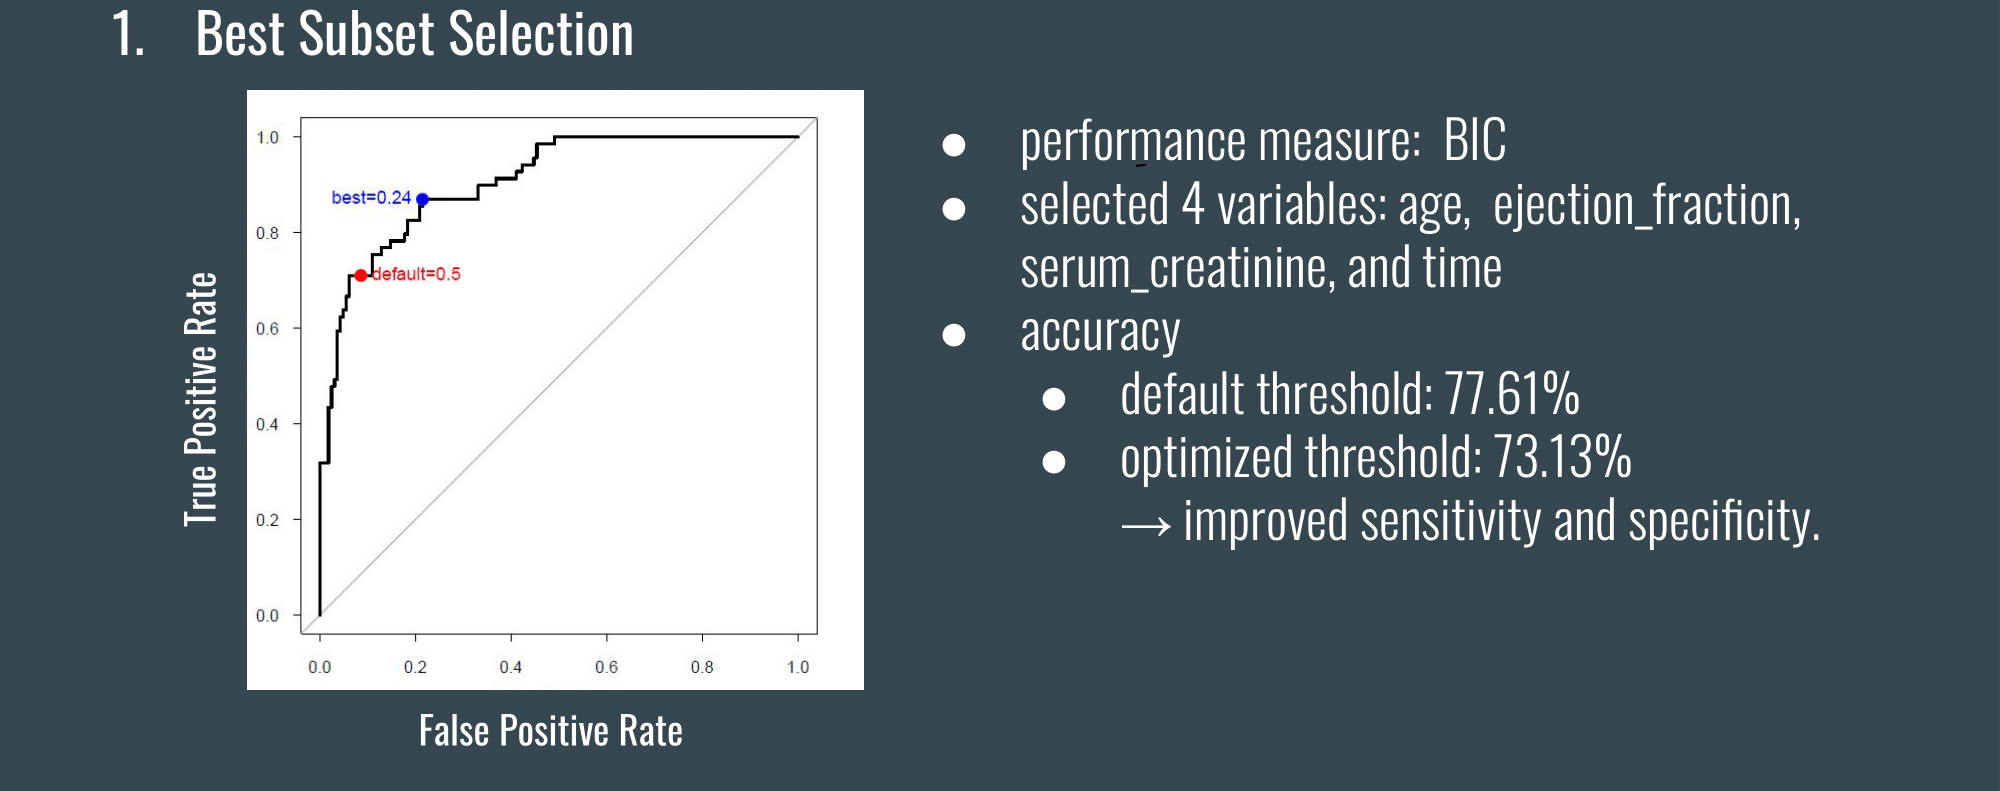 1. Best Subset Selection
1.0
0.8
0.6
0.4
0.2
0.0
best=0.24
default=0.5
0.0 0.2 0.4 0.6 0.8 1.0
True Positive Rate
False Positive Rate
● performance measure: BIC
● selected 4 variables: age, ejection_fraction,
serum_creatinine, and time
● accuracy
● default threshold: 77.61%
● optimized threshold: 73.13%
→ improved sensitivity and specificity.